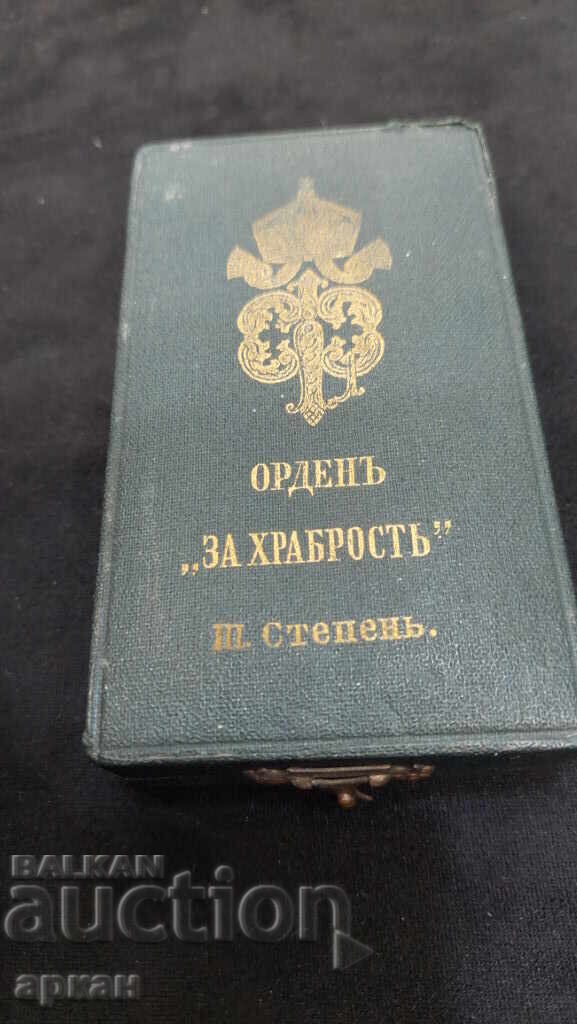 ОРДЕНЪ
„ЗА ХРАБРОСТЬ”
III. Степень.
BALKAN
auction
аркан